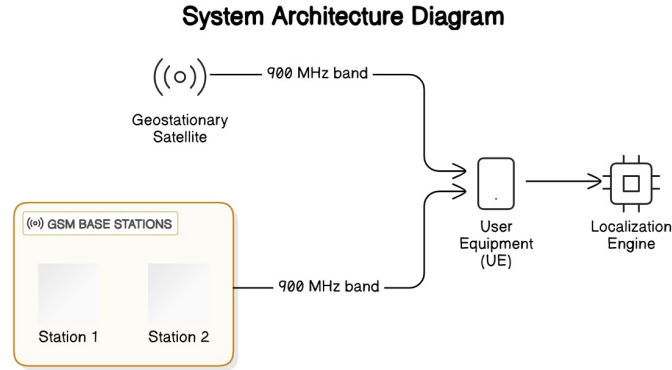 System Architecture Diagram
900 MHz band
Geostationary
Satellite
GSM BASE STATIONS
Station 1
Station 2
900 MHz band
User
Equipment
(UE)
Localization
Engine